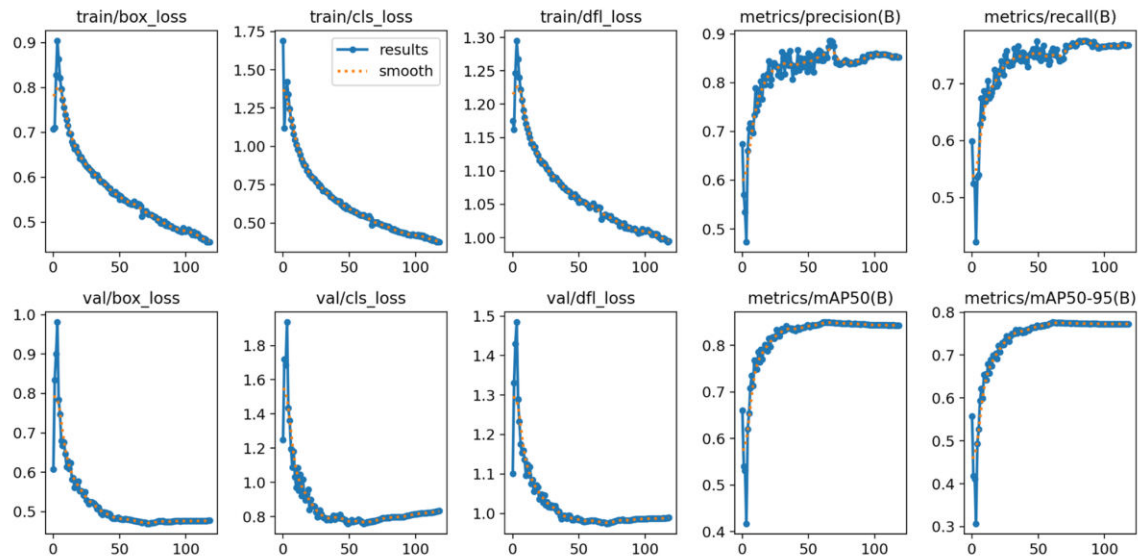 train/box_loss
train/cls_loss
train/dfl_loss
metrics/precision(B)
metrics/recall(B)
0.9
0.8
0.7
0.6
0.5
0 50 100
results
smooth
1.75
1.50
1.25
1.00
0.75
0.50
0 50 100
1.30
1.25
1.20
1.15
1.10
1.05
1.00
0 50 100
0.9
0.8
0.7
0.6
0.5
0 50 100
0.7
0.6
0.5
0 50 100
val/box_loss
val/cls_loss
val/dfl_loss
metrics/mAP50(B)
metrics/mAP50-95(B)
1.0
0.9
0.8
0.7
0.6
0.5
0 50 100
1.8
1.6
1.4
1.2
1.0
0.8
0 50 100
1.5
1.4
1.3
1.2
1.1
1.0
0 50 100
0.8
0.7
0.6
0.5
0.4
0 50 100
0.8
0.7
0.6
0.5
0.4
0.3
0 50 100